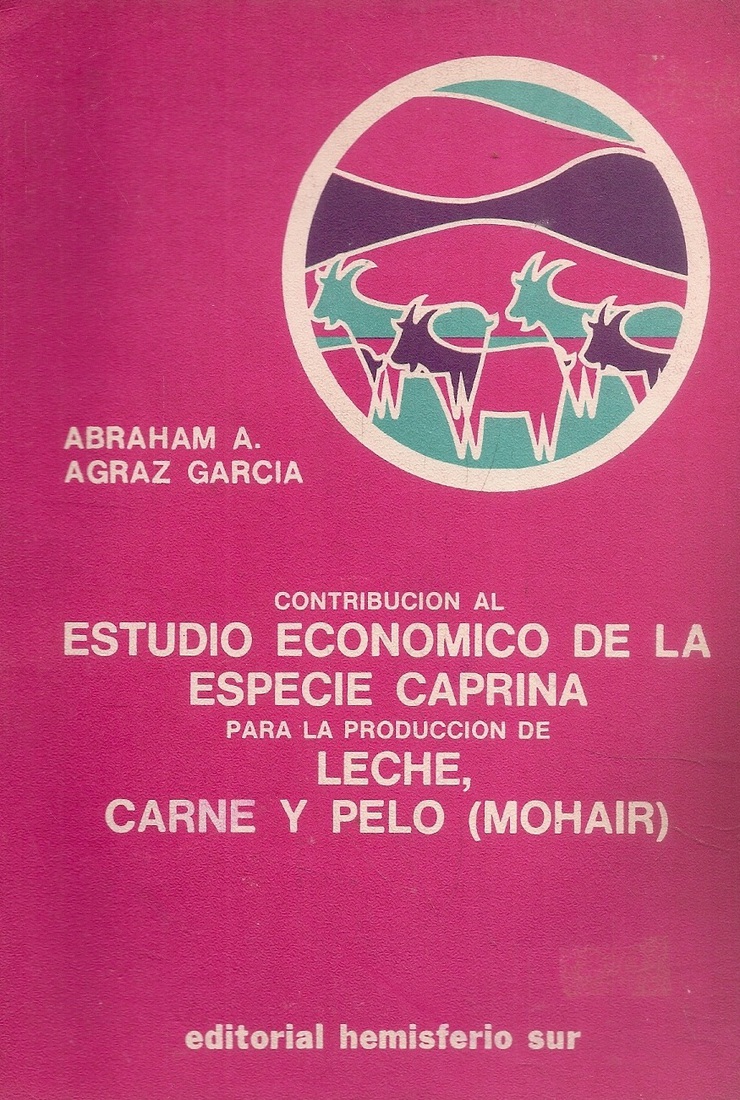 ABRAHAM A.
AGRAZ GARCIA
CONTRIBUCION AL
ESTUDIO ECONOMICO DE LA
ESPECIE CAPRINA
PARA LA PRODUCCION DE
LECHE,
CARNE Y PELO (MOHAIR)
editorial hemisferio sur